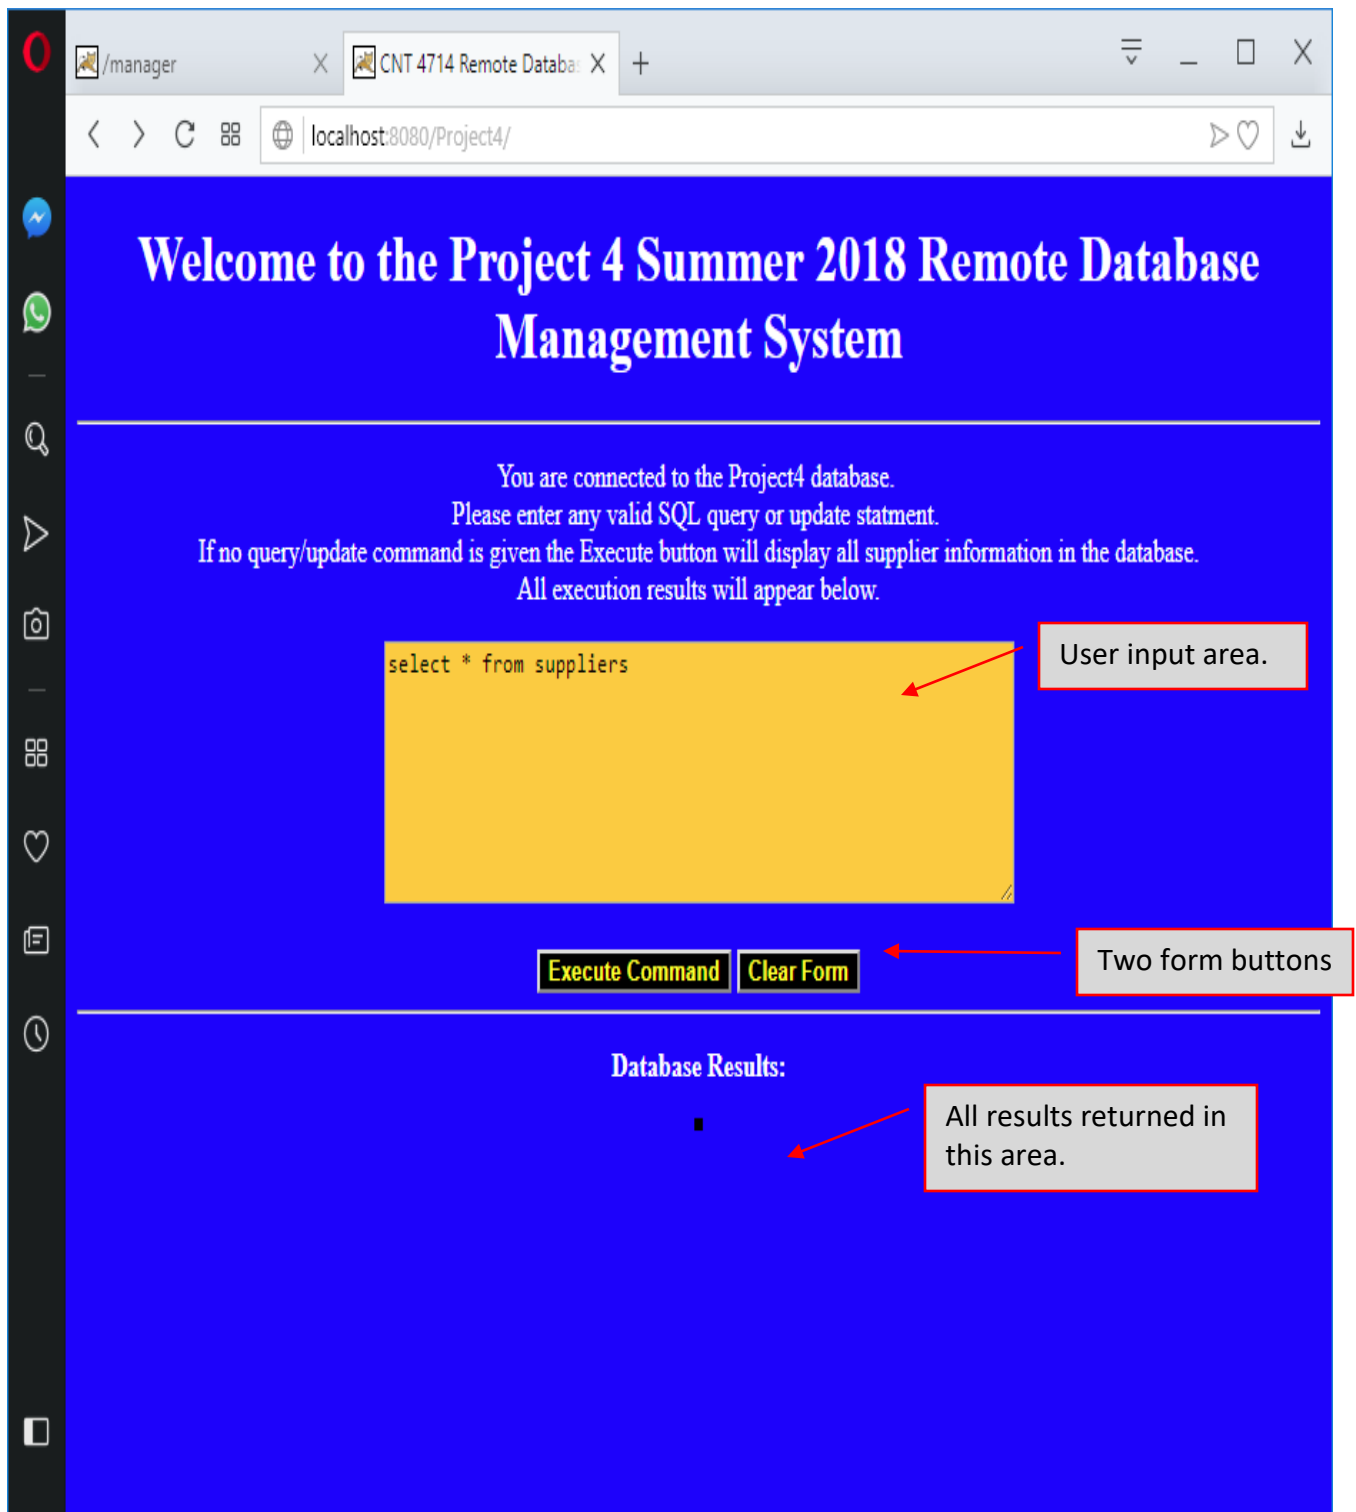 /manager
CNT 4714 Remote Databa
localhost:8080/Project4/
Welcome to the Project 4 Summer 2018 Remote Database
Management System
You are connected to the Project4 database.
Please enter any valid SQL query or update statment.
If no query/update command is given the Execute button will display all supplier information in the database.
All execution results will appear below.
select * from suppliers
User input area.
Execute Command
Clear Form
Two form buttons
Database Results:
All results returned in
this area.